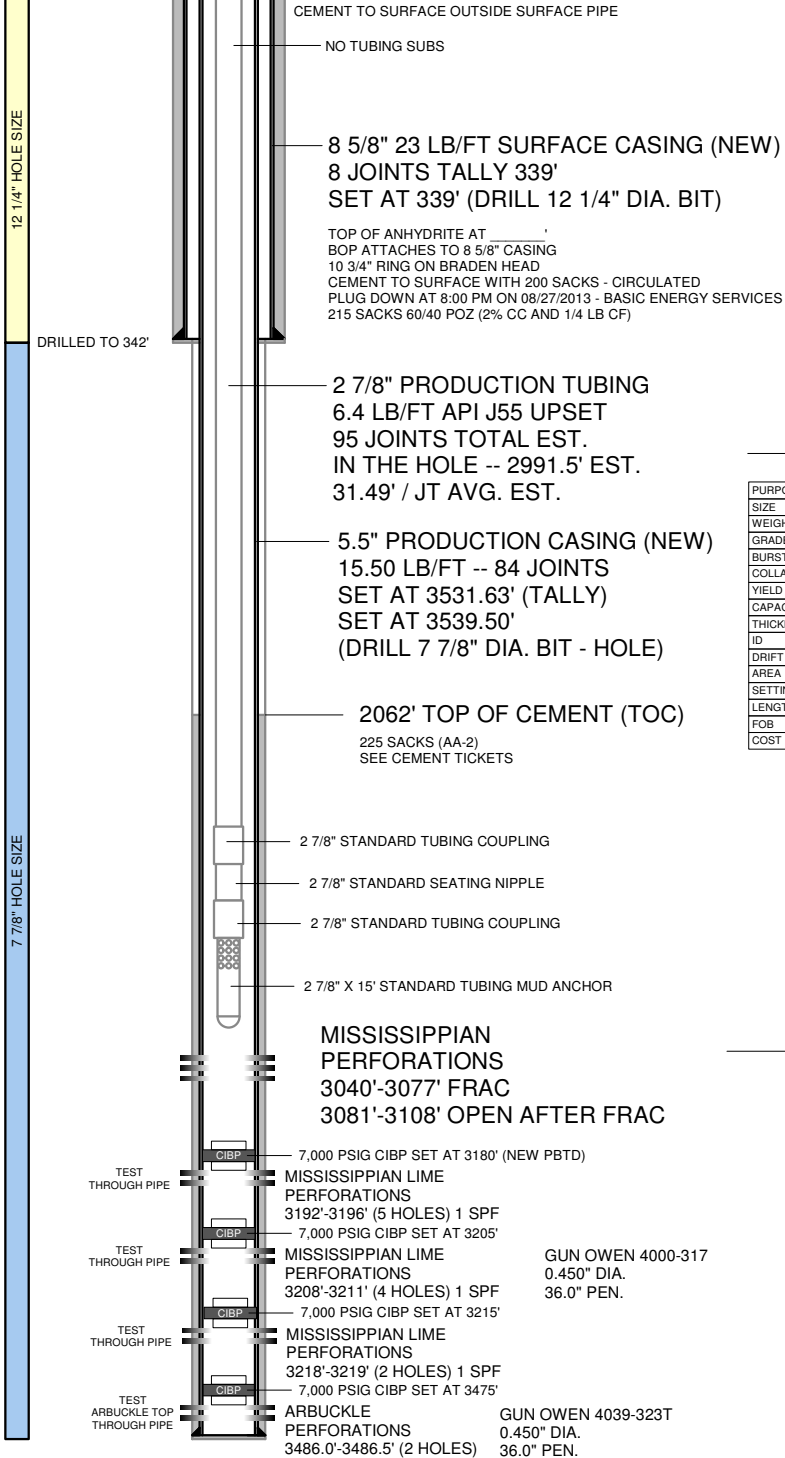 CEMENT TO SURFACE OUTSIDE SURFACE PIPE
NO TUBING SUBS
12 1/4" HOLE SIZE
8 5/8" 23 LB/FT SURFACE CASING (NEW)
8 JOINTS TALLY 339'
SET AT 339' (DRILL 12 1/4" DIA. BIT)
TOP OF ANHYDRITE AT _______'
BOP ATTACHES TO 8 5/8" CASING
10 3/4" RING ON BRADEN HEAD
CEMENT TO SURFACE WITH 200 SACKS - CIRCULATED
PLUG DOWN AT 8:00 PM ON 08/27/2013 - BASIC ENERGY SERVICES
215 SACKS 60/40 POZ (2% CC AND 1/4 LB CF)
DRILLED TO 342'
2 7/8" PRODUCTION TUBING
6.4 LB/FT API J55 UPSET
95 JOINTS TOTAL EST.
IN THE HOLE -- 2991.5' EST.
31.49' / JT AVG. EST.
5.5" PRODUCTION CASING (NEW)
15.50 LB/FT -- 84 JOINTS
SET AT 3531.63' (TALLY)
SET AT 3539.50'
(DRILL 7 7/8" DIA. BIT - HOLE)
PURPO
SIZE
WEIGH
GRADE
BURST
COLLA
YIELD
CAPAC
THICK
ID
DRIFT
AREA
SETTIN
LENGT
FOB
COST
2062' TOP OF CEMENT (TOC)
225 SACKS (AA-2)
SEE CEMENT TICKETS
7 7/8" HOLE SIZE
2 7/8" STANDARD TUBING COUPLING
2 7/8" STANDARD SEATING NIPPLE
2 7/8" STANDARD TUBING COUPLING
2 7/8" X 15' STANDARD TUBING MUD ANCHOR
MISSISSIPPIAN
PERFORATIONS
3040'-3077' FRAC
3081'-3108' OPEN AFTER FRAC
CIBP
7,000 PSIG CIBP SET AT 3180' (NEW PBTD)
TEST
THROUGH PIPE
MISSISSIPPIAN LIME
PERFORATIONS
3192'-3196' (5 HOLES) 1 SPF
CIBP
7,000 PSIG CIBP SET AT 3205'
TEST
THROUGH PIPE
MISSISSIPPIAN LIME
PERFORATIONS
3208'-3211' (4 HOLES) 1 SPF
GUN OWEN 4000-317
0.450" DIA.
36.0" PEN.
CIBP
7,000 PSIG CIBP SET AT 3215'
TEST
THROUGH PIPE
MISSISSIPPIAN LIME
PERFORATIONS
3218'-3219' (2 HOLES) 1 SPF
CIBP
7,000 PSIG CIBP SET AT 3475'
TEST
ARBUCKLE TOP
THROUGH PIPE
ARBUCKLE
PERFORATIONS
3486.0'-3486.5' (2 HOLES)
GUN OWEN 4039-323T
0.450" DIA.
36.0" PEN.